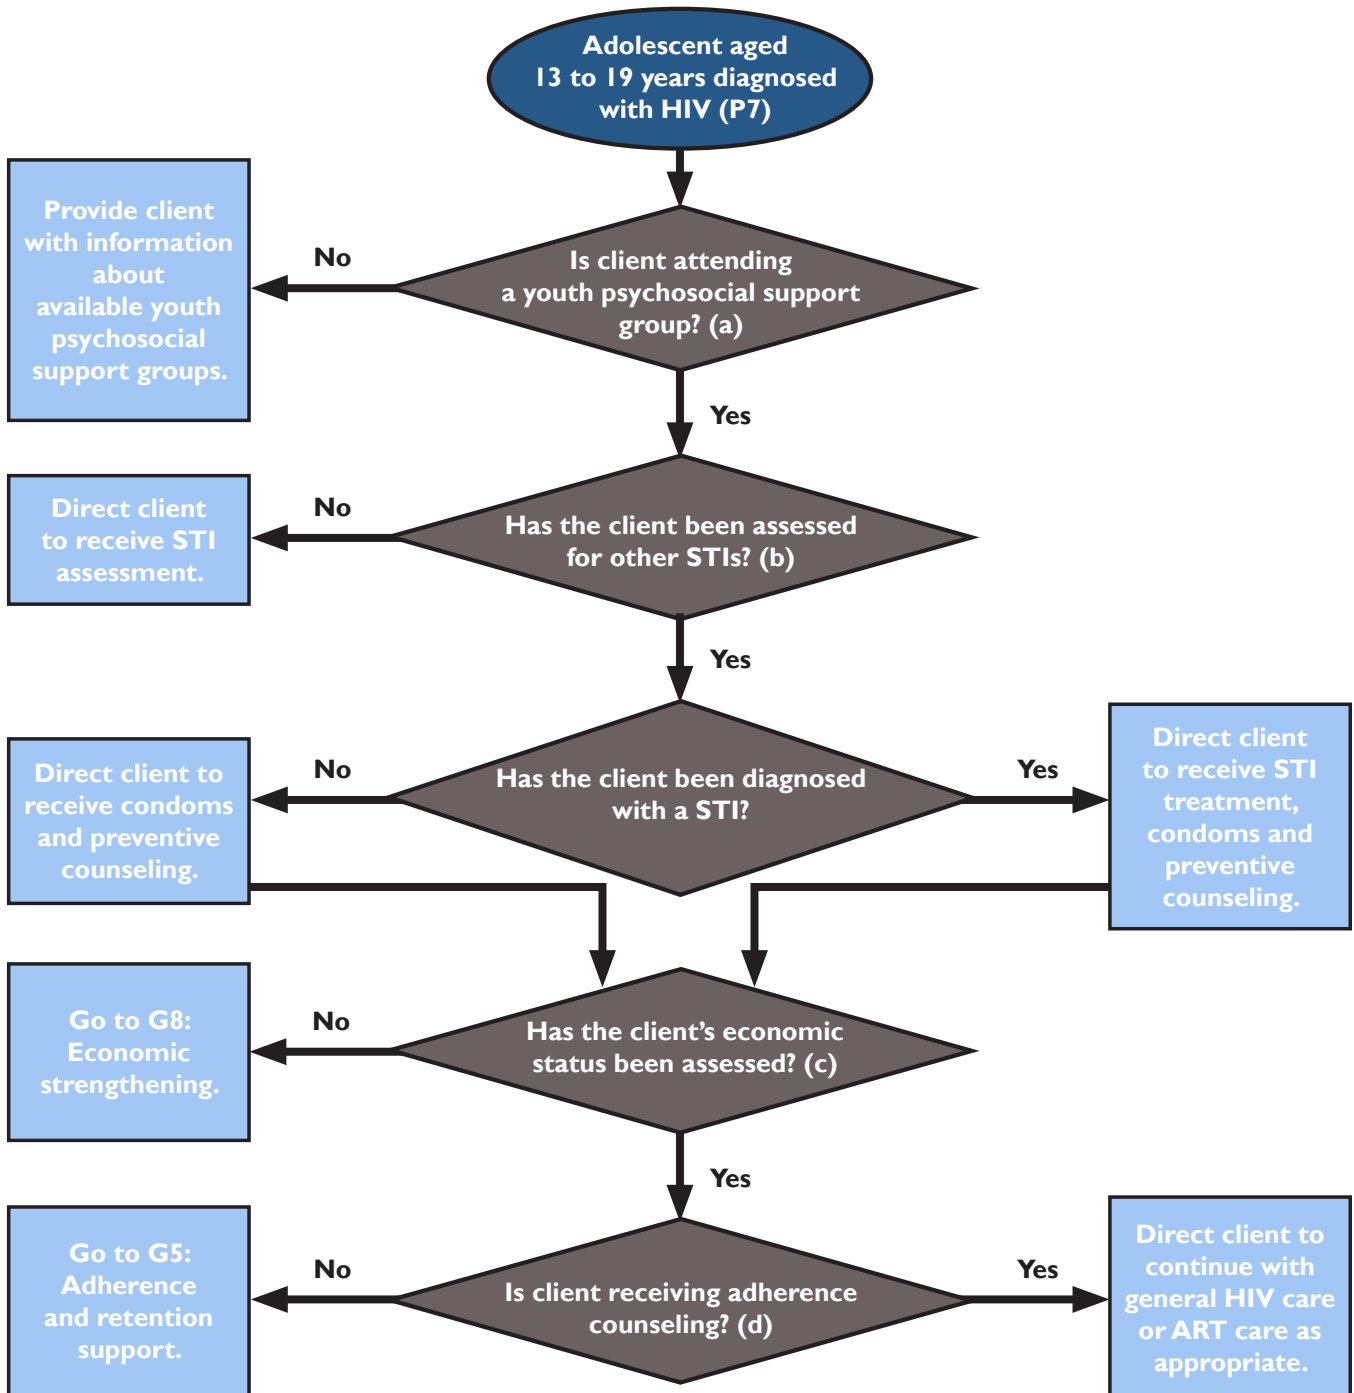 Adolescent aged
13 to 19 years diagnosed
with HIV (P7)
Provide client
with information
about
available youth
psychosocial
support groups.
No
Is client attending
a youth psychosocial support
group? (a)
Yes
Direct client
to receive STI
assessment.
No
Has the client been assessed
for other STIs? (b)
Yes
Direct client to
receive condoms
and preventive
counseling.
No
Has the client been diagnosed
with a STI?
Yes
Direct client
to receive STI
treatment,
condoms and
preventive
counseling.
Go to G8:
Economic
strengthening.
No
Has the client’s economic
status been assessed? (c)
Yes
Go to G5:
Adherence
and retention
support.
No
Is client receiving adherence
counseling? (d)
Yes
Direct client to
continue with
general HIV care
or ART care as
appropriate.